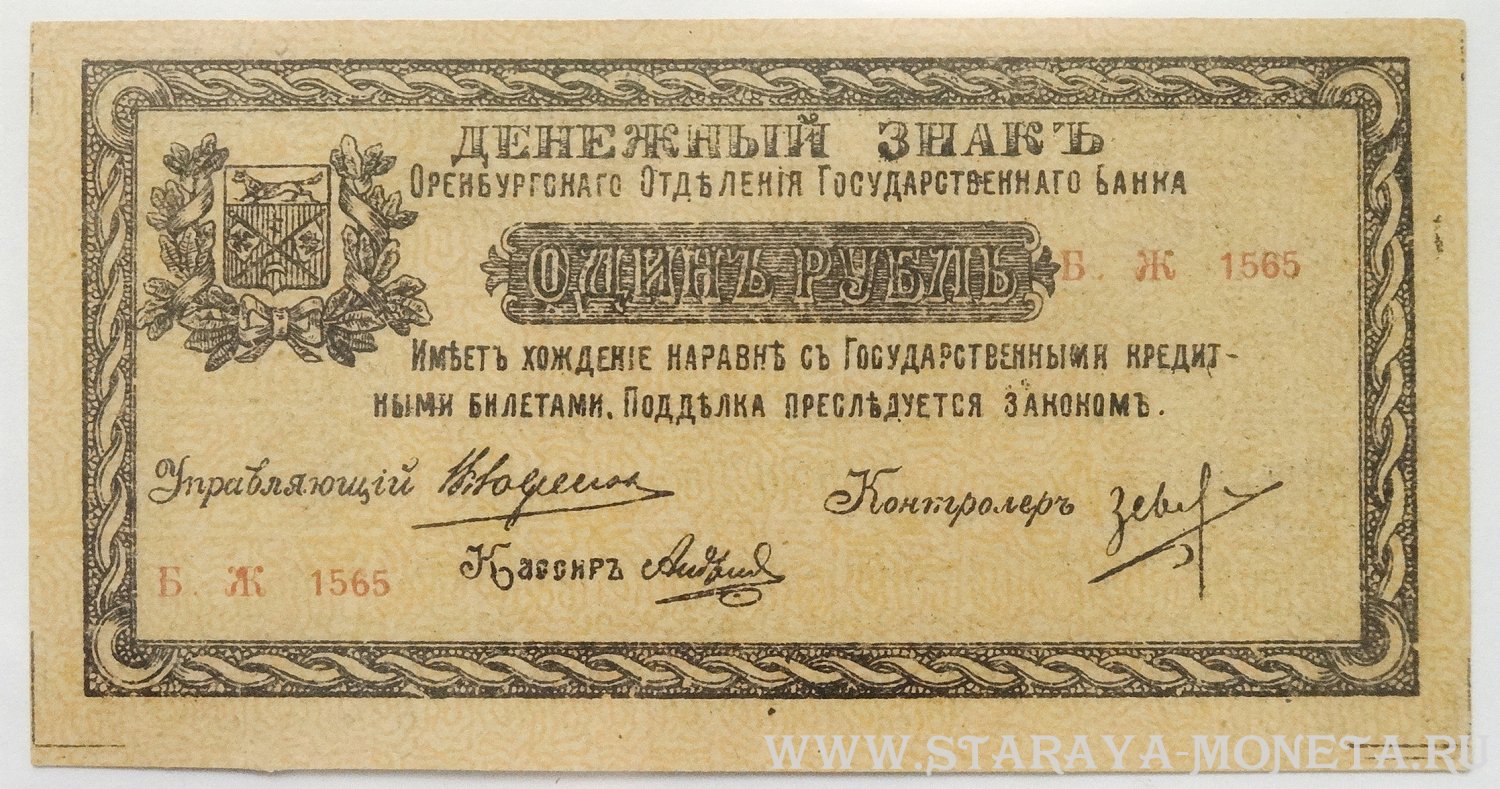 ДЕНЕЖНЫЙ ЗНАКЪ
ОРЕНБУРГСКАГО ОТДѢЛЕНІЯ ГОСУДАРСТВЕННАГО БАНКА
ОДИНЪ РУБЛЬ
Б. Ж 1565
ИМѢЕТЪ ХОЖДЕНІЕ НАРАВНѢ СЪ ГОСУДАРСТВЕННЫМИ КРЕДИТ-
НЫМИ БИЛЕТАМИ. ПОДДѢЛКА ПРЕСЛѢДУЕТСЯ ЗАКОНОМЪ.
Управляющій
Контролеръ
Кассиръ
Б. Ж 1565
WWW.STARAYA-MONETA.RU